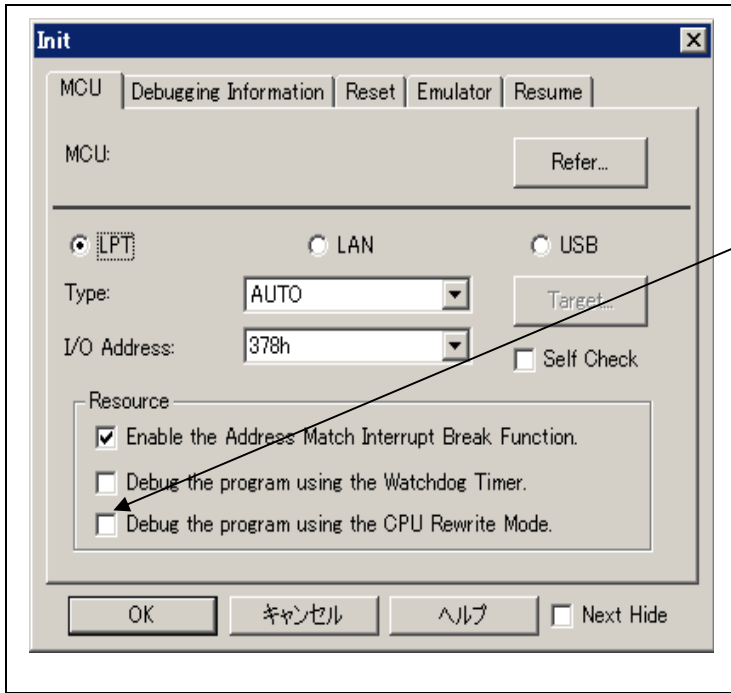 Init
MCU Debugging Information Reset Emulator Resume
MCU: Refer...
LPT LAN USB
Type: AUTO Target...
I/O Address: 378h Self Check
Resource
Enable the Address Match Interrupt Break Function.
Debug the program using the Watchdog Timer.
Debug the program using the CPU Rewrite Mode.
OK キャンセル ヘルプ Next Hide